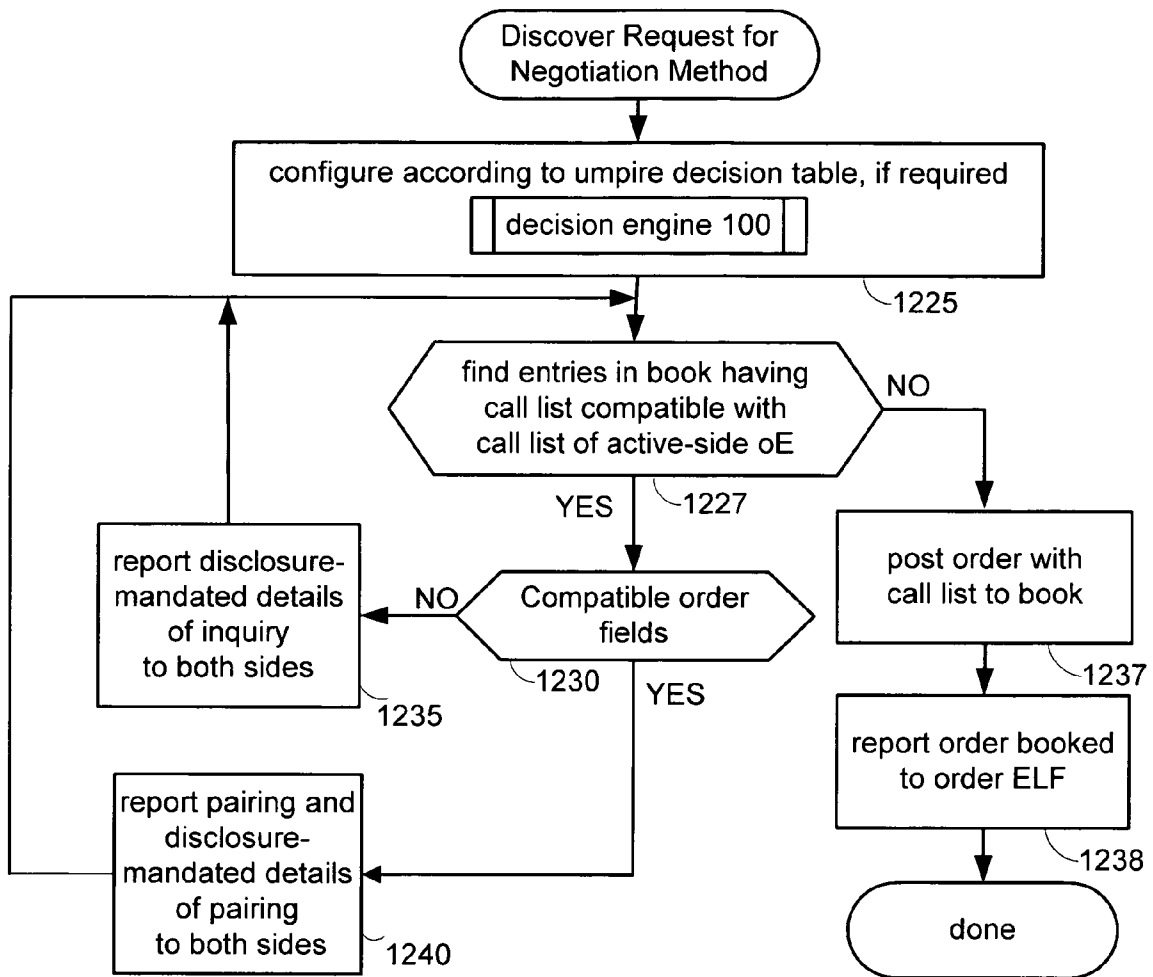 Discover Request for
Negotiation Method
configure according to umpire decision table, if required
decision engine 100
1225
find entries in book having
call list compatible with
call list of active-side oE
NO
YES
1227
report disclosure-
mandated details
of inquiry
to both sides
1235
NO
Compatible order
fields
1230
YES
post order with
call list to book
1237
report order booked
to order ELF
1238
report pairing and
disclosure-
mandated details
of pairing
to both sides
1240
done